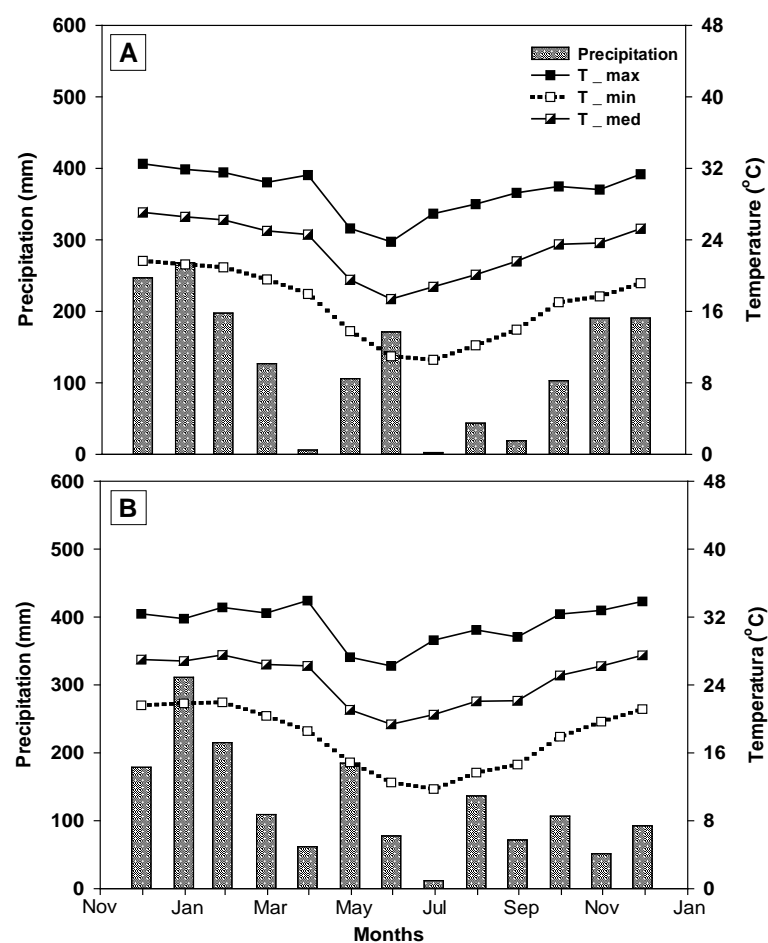 600
500
400
300
200
100
0
Precipitation (mm)
A
Precipitation
T _ max
T _ min
T _ med
48
40
32
24
16
8
0
Temperature (°C)
600
500
400
300
200
100
0
Precipitation (mm)
B
48
40
32
24
16
8
0
Temperatura (°C)
Nov Jan Mar May Jul Sep Nov Jan
Months